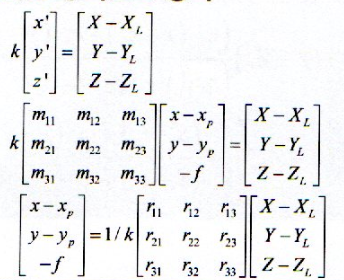 k [x' y' z'] = [X − X_L Y − Y_L Z − Z_L]
k [m₁₁ m₁₂ m₁₃ m₂₁ m₂₂ m₂₃ m₃₁ m₃₂ m₃₃] [x − x_p y − y_p −f] = [X − X_L Y − Y_L Z − Z_L]
[x − x_p y − y_p −f] = 1/k [r₁₁ r₁₂ r₁₃ r₂₁ r₂₂ r₂₃ r₃₁ r₃₂ r₃₃] [X − X_L Y − Y_L Z − Z_L]